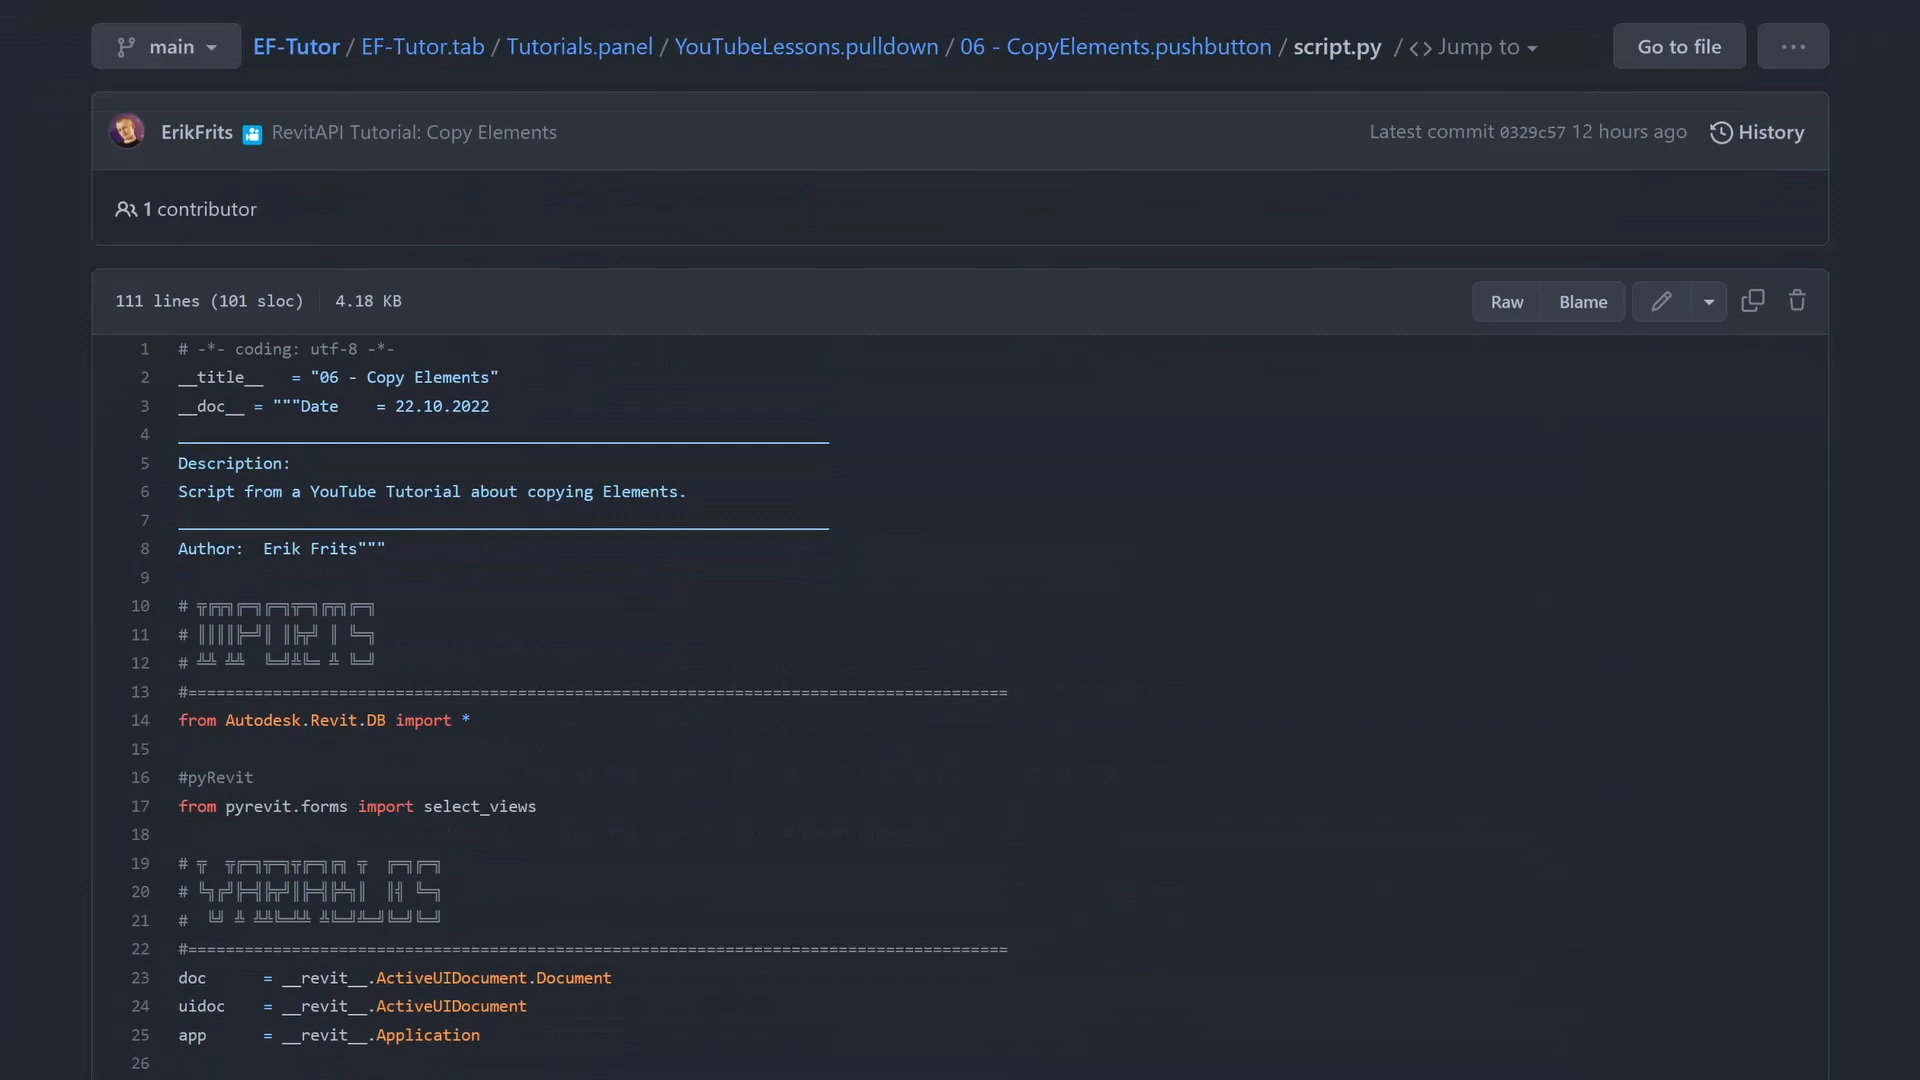 main EF-Tutor / EF-Tutor.tab / Tutorials.panel / YouTubeLessons.pulldown / 06 - CopyElements.pushbutton / script.py / <> Jump to Go to file ...
ErikFrits RevitAPI Tutorial: Copy Elements Latest commit 0329c57 12 hours ago History
1 contributor
111 lines (101 sloc) 4.18 KB Raw Blame
1 # -*- coding: utf-8 -*-
2 __title__ = "06 - Copy Elements"
3 __doc__ = """Date = 22.10.2022
4 _____________________________________________________________________
5 Description:
6 Script from a YouTube Tutorial about copying Elements.
7 _____________________________________________________________________
8 Author: Erik Frits"""
9
10 # ╦╔╦╗╔═╗╔═╗╦═╗╔╦╗╔═╗
11 # ║║║║╠═╝║ ║╠╦╝ ║ ╚═╗
12 # ╩╩ ╩╩  ╚═╝╩╚═ ╩ ╚═╝
13 #=======================================================================================
14 from Autodesk.Revit.DB import *
15
16 #pyRevit
17 from pyrevit.forms import select_views
18
19 # ╦  ╦╔═╗╦═╗╦╔═╗╔╗ ╦  ╔═╗╔═╗
20 # ╚╗╔╝╠═╣╠╦╝║╠═╣╠╩╗║  ║╣ ╚═╗
21 #  ╚╝ ╩ ╩╩╚═╩╩ ╩╚═╝╩═╝╚═╝╚═╝
22 #=======================================================================================
23 doc = __revit__.ActiveUIDocument.Document
24 uidoc = __revit__.ActiveUIDocument
25 app = __revit__.Application
26